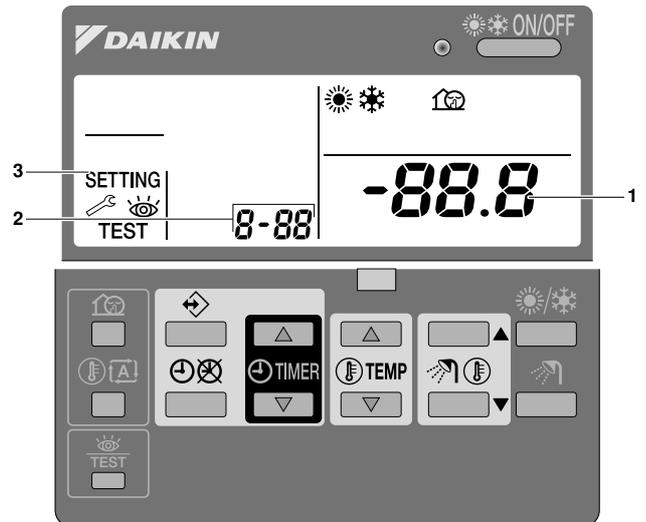 DAIKIN
ON/OFF
3
SETTING
1
-88.8
2
8-88
TEST
/
A
TIMER
TEMP
TEST